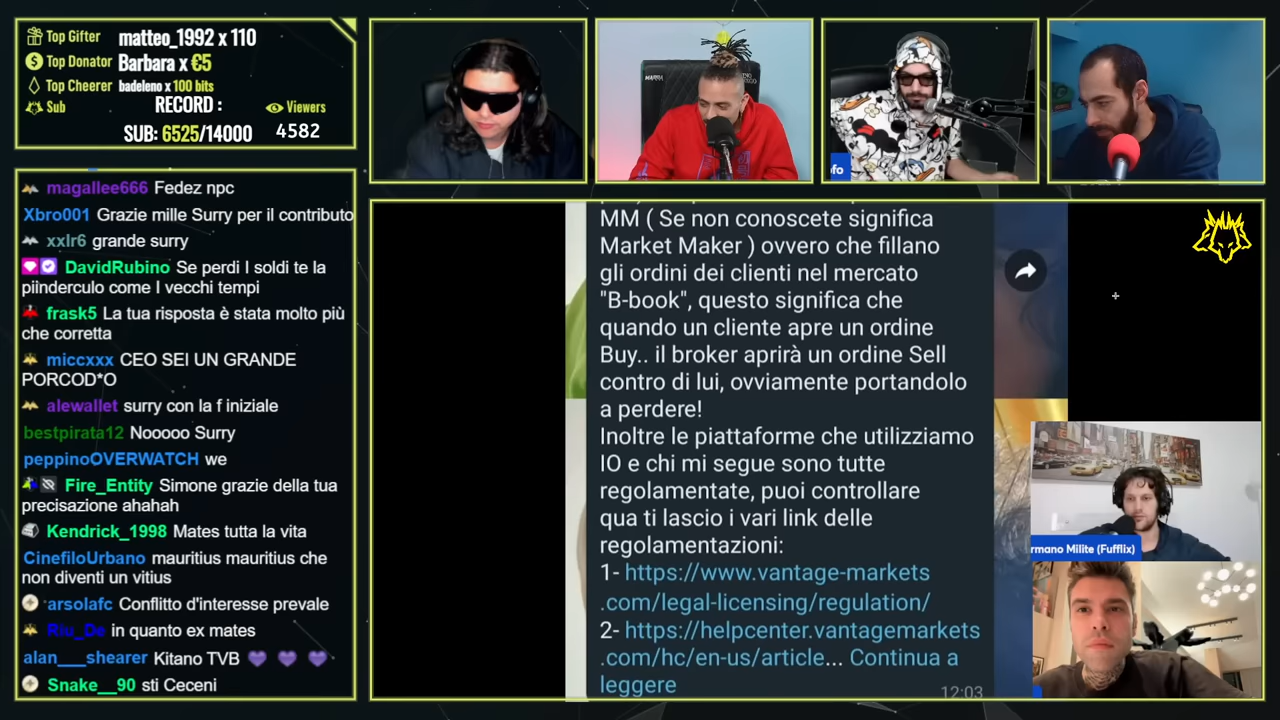 Top Gifter matteo_1992 x 110
Top Donator Barbara x €5
Top Cheerer badeleno x 100 bits
Sub RECORD : Viewers
SUB: 6525/14000 4582
magallee666 Fedez npc
Xbro001 Grazie mille Surry per il contributo
xxlr6 grande surry
DavidRubino Se perdi I soldi te la
piinderculo come I vecchi tempi
frask5 La tua risposta è stata molto più
che corretta
miccxxx CEO SEI UN GRANDE
PORCOD*O
alewallet surry con la f iniziale
bestpirata12 Nooooo Surry
peppinoOVERWATCH we
Fire_Entity Simone grazie della tua
precisazione ahahah
Kendrick_1998 Mates tutta la vita
CinefiloUrbano mauritius mauritius che
non diventi un vitius
arsolafc Conflitto d'interesse prevale
Riu_De in quanto ex mates
alan___shearer Kitano TVB
Snake__90 sti Ceceni
MM ( Se non conoscete significa
Market Maker ) ovvero che fillano
gli ordini dei clienti nel mercato
"B-book", questo significa che
quando un cliente apre un ordine
Buy.. il broker aprirà un ordine Sell
contro di lui, ovviamente portandolo
a perdere!
Inoltre le piattaforme che utilizziamo
IO e chi mi segue sono tutte
regolamentate, puoi controllare
qua ti lascio i vari link delle
regolamentazioni:
1- https://www.vantage-markets
.com/legal-licensing/regulation/
2- https://helpcenter.vantagemarkets
.com/hc/en-us/article... Continua a
leggere
12:03
rmano Milite (Fufflix)